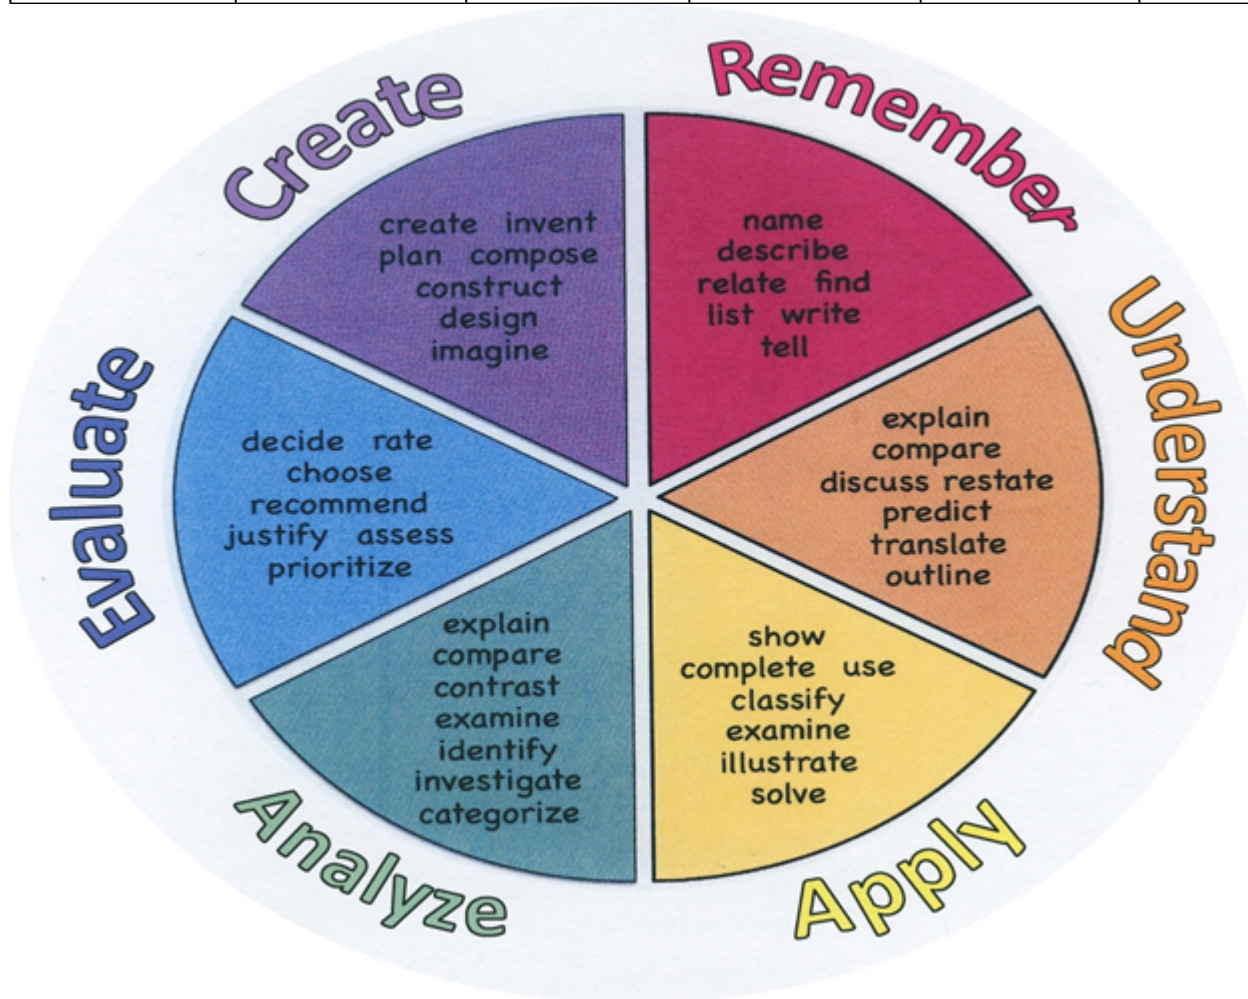 Remember
name
describe
relate find
list write
tell
Understand
explain
compare
discuss restate
predict
translate
outline
Apply
show
complete use
classify
examine
illustrate
solve
Analyze
explain
compare
contrast
examine
identify
investigate
categorize
Evaluate
decide rate
choose
recommend
justify assess
prioritize
Create
create invent
plan compose
construct
design
imagine